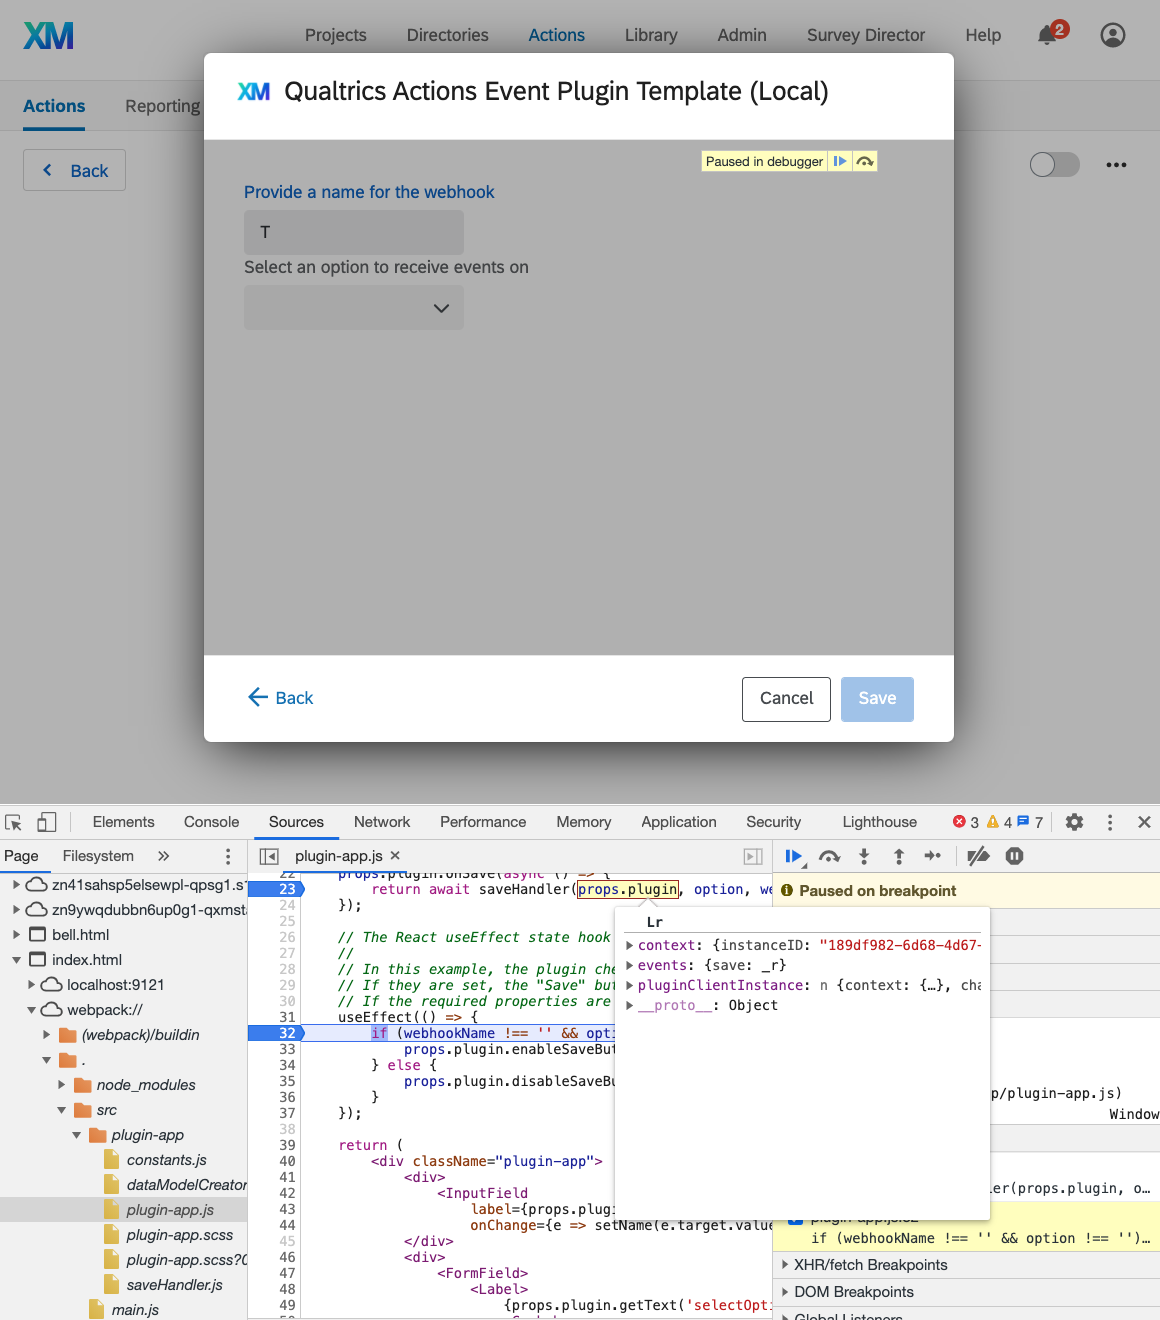 XM
Projects Directories Actions Library Admin Survey Director Help 2
Actions Reporting
Back
XM Qualtrics Actions Event Plugin Template (Local)
Paused in debugger
Provide a name for the webhook
T
Select an option to receive events on
Back Cancel Save
Elements Console Sources Network Performance Memory Application Security Lighthouse 3 4 7
Page Filesystem » plugin-app.js ×
zn41sahsp5elsewpl-qpsg1.s
zn9ywqdubbn6up0g1-qxmst
bell.html
index.html
localhost:9121
webpack://
(webpack)/buildin
.
node_modules
src
plugin-app
constants.js
dataModelCreator
plugin-app.js
plugin-app.scss
plugin-app.scss?
saveHandler.js
main.js
22 props.plugin.onSave(async () => {
23 return await saveHandler(props.plugin, option, we
24 });
25
26 // The React useEffect state hook
27 //
28 // In this example, the plugin che
29 // If they are set, the "Save" but
30 // If the required properties are
31 useEffect(() => {
32 if (webhookName !== '' && opti
33 props.plugin.enableSaveBut
34 } else {
35 props.plugin.disableSaveBu
36 }
37 });
38
39 return (
40 <div className="plugin-app">
41 <div>
42 <InputField
43 label={props.plugi
44 onChange={e => setName(e.target.value
45 </div>
46 <div>
47 <FormField>
48 <Label>
49 {props.plugin.getText('selectOpti
Lr
context: {instanceID: "189df982-6d68-4d67-
events: {save: _r}
pluginClientInstance: n {context: {…}, cha
__proto__: Object
Paused on breakpoint
p/plugin-app.js)
Window
ler(props.plugin, o…
if (webhookName !== '' && option !== '')…
XHR/fetch Breakpoints
DOM Breakpoints
Global Listeners